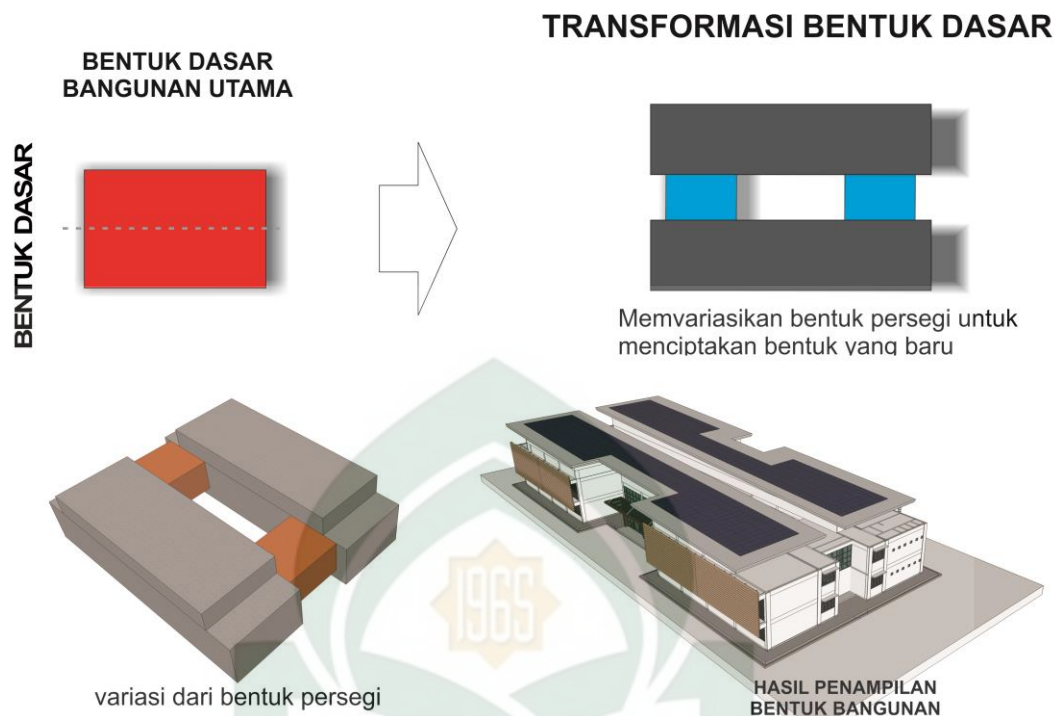 TRANSFORMASI BENTUK DASAR
BENTUK DASAR
BANGUNAN UTAMA
BENTUK DASAR
Memvariasikan bentuk persegi untuk
menciptakan bentuk yang baru
1965
variasi dari bentuk persegi
HASIL PENAMPILAN
BENTUK BANGUNAN